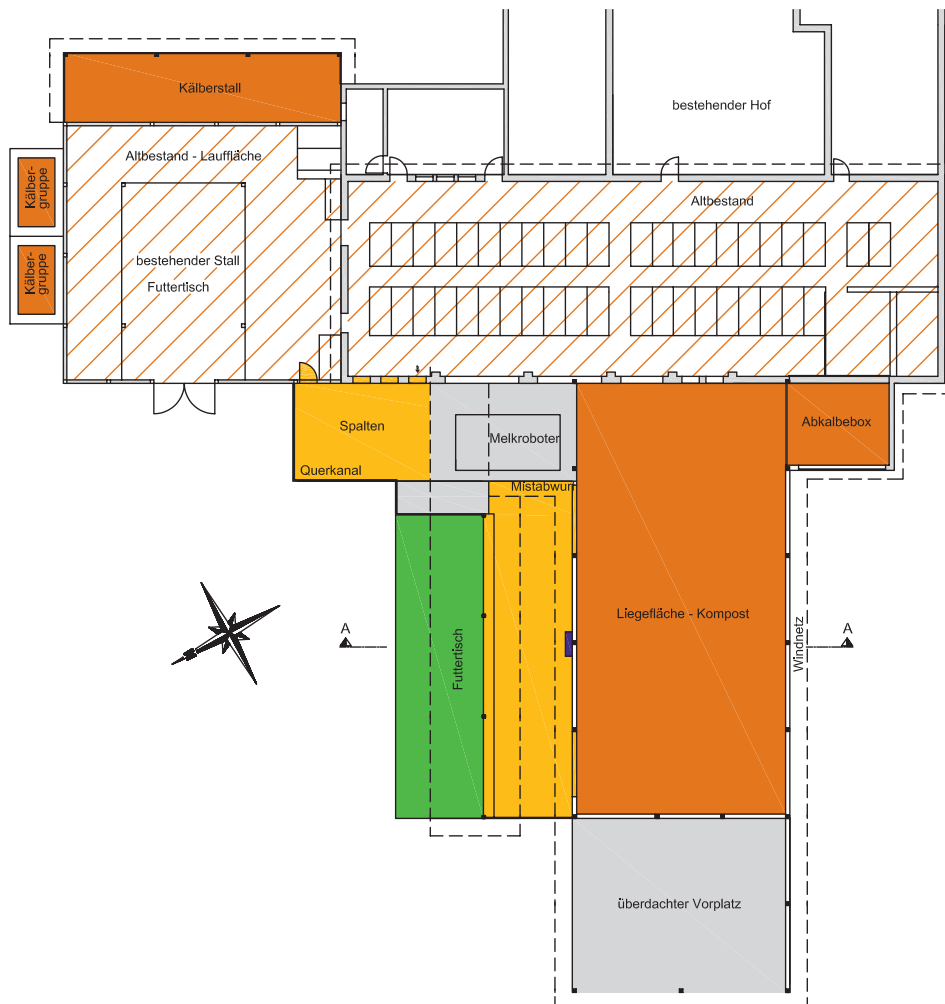 Kälberstall
bestehender Hof
Altbestand - Lauffläche
Kälber-
gruppe
Altbestand
Kälber-
gruppe
bestehender Stall
Futtertisch
Spalten
Melkroboter
Abkalbebox
Querkanal
Mistabwurf
Liegefläche - Kompost
A
A
Futtertisch
Windnetz
überdachter Vorplatz